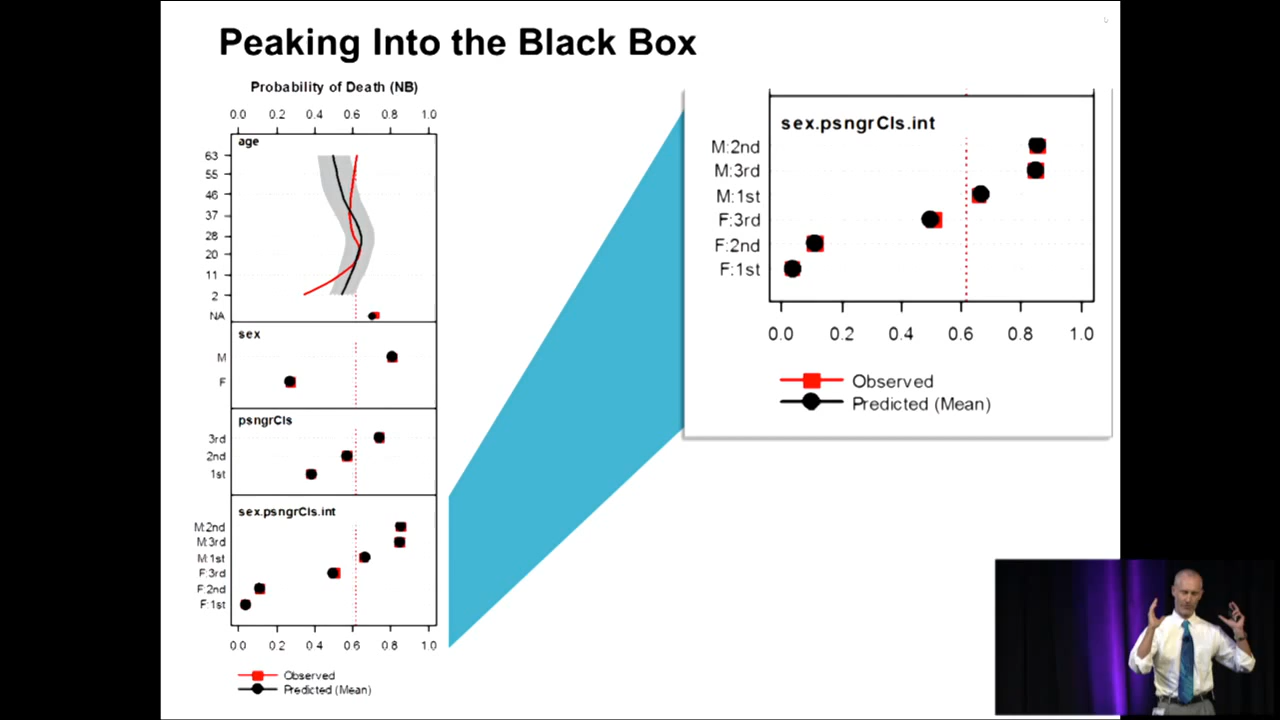 Peaking Into the Black Box
Probability of Death (NB)
0.0 0.2 0.4 0.6 0.8 1.0
age
63
55
46
37
28
20
11
2
NA
sex
M
F
psngrCls
3rd
2nd
1st
sex.psngrCls.int
M:2nd
M:3rd
M:1st
F:3rd
F:2nd
F:1st
0.0 0.2 0.4 0.6 0.8 1.0
Observed
Predicted (Mean)
sex.psngrCls.int
M:2nd
M:3rd
M:1st
F:3rd
F:2nd
F:1st
0.0 0.2 0.4 0.6 0.8 1.0
Observed
Predicted (Mean)